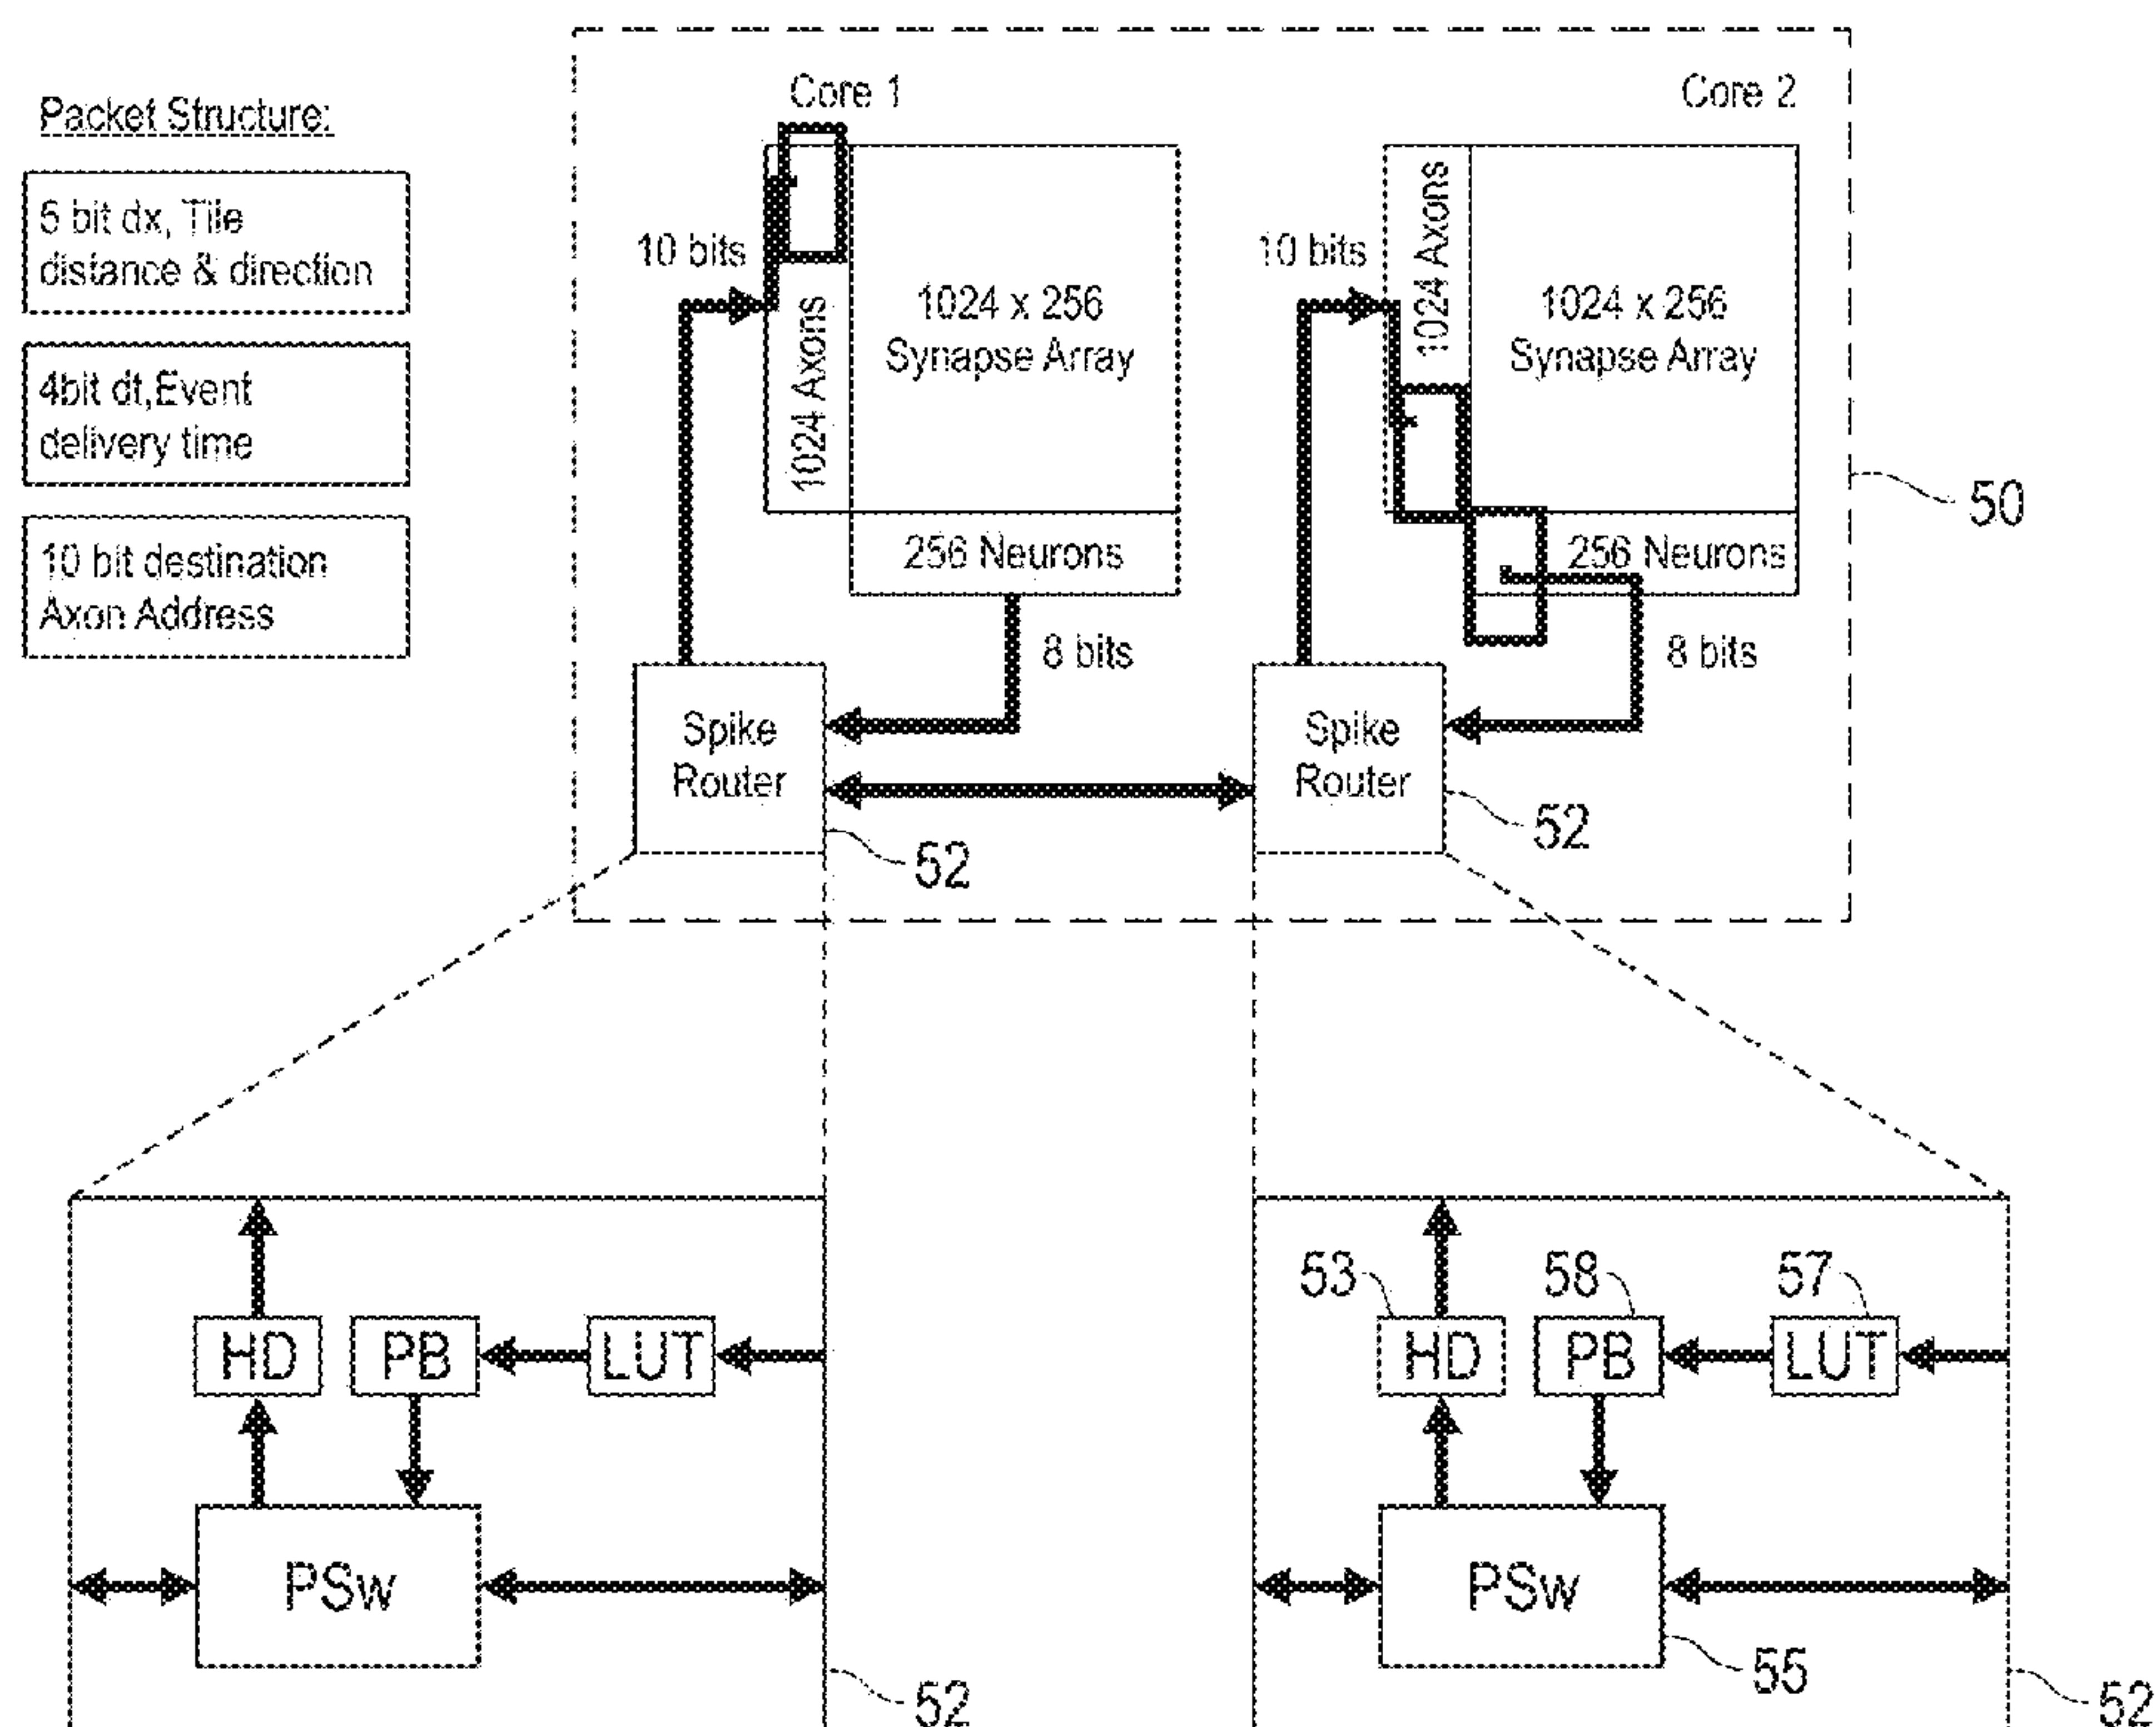 Packet Structure:
5 bit dx, Tile
distance & direction
4bit dt,Event
delivery time
10 bit destination
Axon Address
Core 1
10 bits
1024 Axons
1024 x 256
Synapse Array
256 Neurons
8 bits
Spike
Router
52
Core 2
10 bits
1024 Axons
1024 x 256
Synapse Array
256 Neurons
8 bits
Spike
Router
52
50
HD
PB
LUT
PSw
52
53
58
57
HD
PB
LUT
PSw
55
52